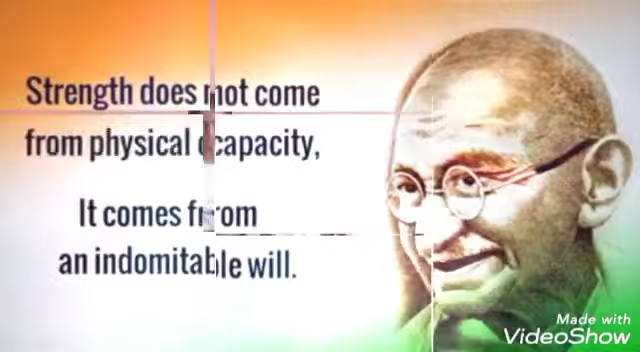 Strength does not come
from physical capacity,
It comes from
an indomitable will.
Made with
VideoShow